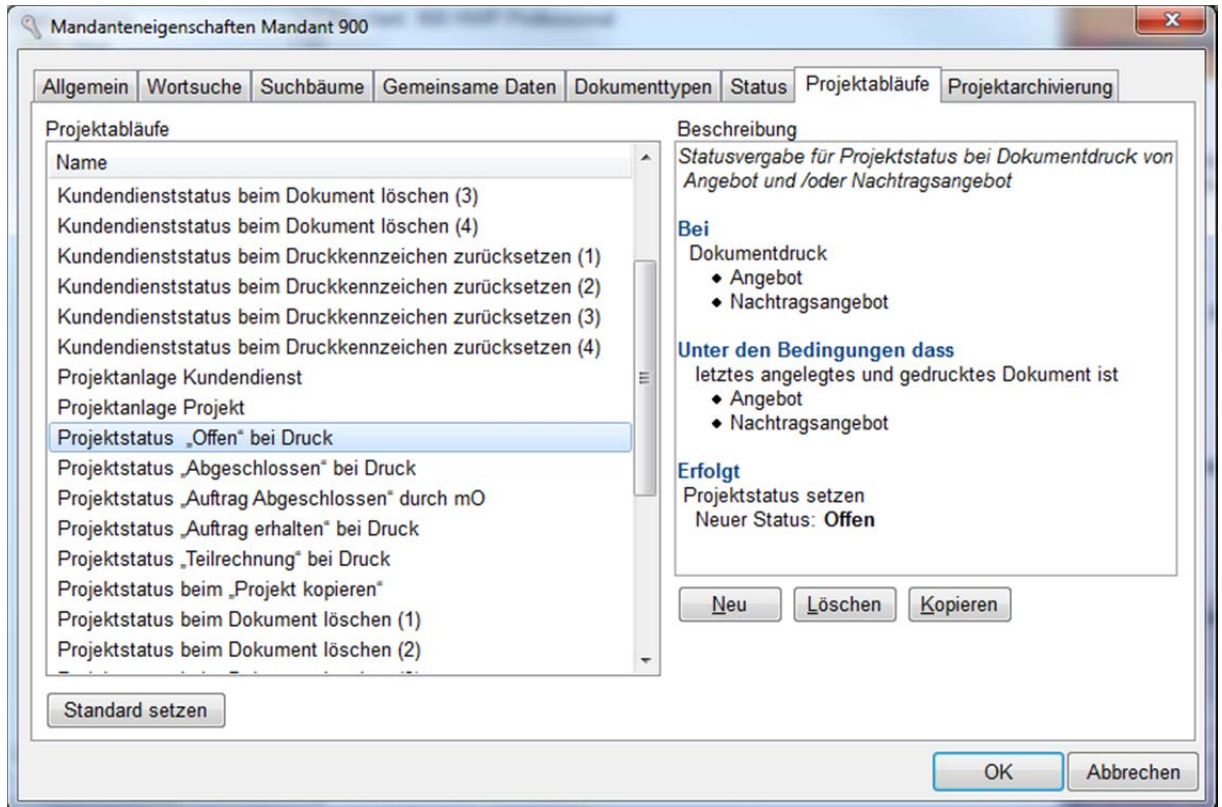 Mandanteneigenschaften Mandant 900
Allgemein
Wortsuche
Suchbäume
Gemeinsame Daten
Dokumenttypen
Status
Projektabläufe
Projektarchivierung
Projektabläufe
Name
Kundendienststatus beim Dokument löschen (3)
Kundendienststatus beim Dokument löschen (4)
Kundendienststatus beim Druckkennzeichen zurücksetzen (1)
Kundendienststatus beim Druckkennzeichen zurücksetzen (2)
Kundendienststatus beim Druckkennzeichen zurücksetzen (3)
Kundendienststatus beim Druckkennzeichen zurücksetzen (4)
Projektanlage Kundendienst
Projektanlage Projekt
Projektstatus „Offen“ bei Druck
Projektstatus „Abgeschlossen“ bei Druck
Projektstatus „Auftrag Abgeschlossen“ durch mO
Projektstatus „Auftrag erhalten“ bei Druck
Projektstatus „Teilrechnung“ bei Druck
Projektstatus beim „Projekt kopieren“
Projektstatus beim Dokument löschen (1)
Projektstatus beim Dokument löschen (2)
Standard setzen
Beschreibung
Statusvergabe für Projektstatus bei Dokumentdruck von
Angebot und /oder Nachtragsangebot
Bei
Dokumentdruck
♦ Angebot
♦ Nachtragsangebot
Unter den Bedingungen dass
letztes angelegtes und gedrucktes Dokument ist
♦ Angebot
♦ Nachtragsangebot
Erfolgt
Projektstatus setzen
Neuer Status: Offen
Neu
Löschen
Kopieren
OK
Abbrechen